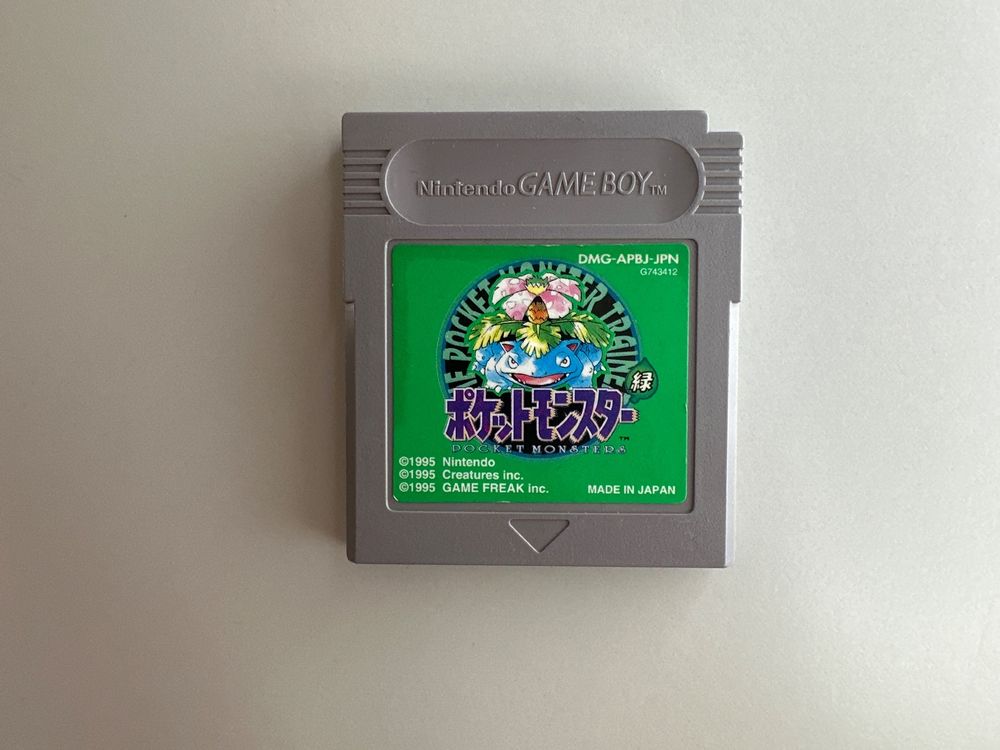 Nintendo GAME BOY TM
DMG-APBJ-JPN
G743412
POCKET MONSTER TRAINE
緑
ポケットモンスター
TM
POCKET MONSTERS
©1995 Nintendo
©1995 Creatures inc.
©1995 GAME FREAK inc.
MADE IN JAPAN